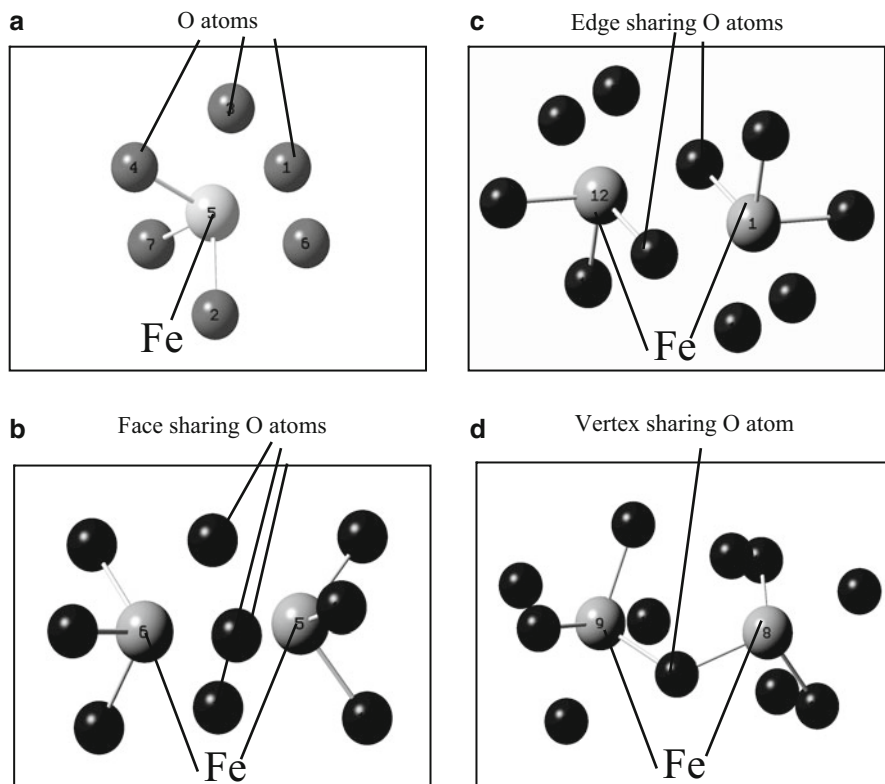 a
O atoms
3
4
1
5
7
6
2
Fe
b
Face sharing O atoms
6
5
Fe
c
Edge sharing O atoms
12
1
Fe
d
Vertex sharing O atom
9
8
Fe